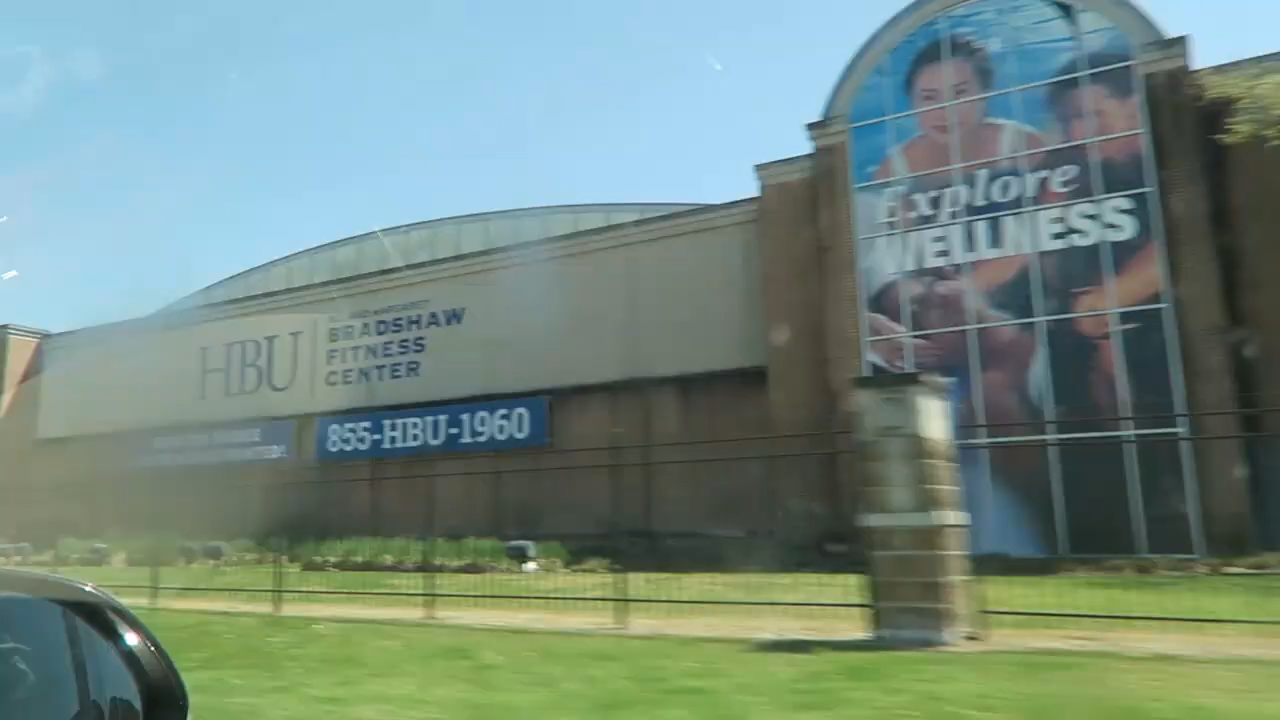 HBU
BRADSHAW
FITNESS
CENTER
855-HBU-1960
Explore
WELLNESS